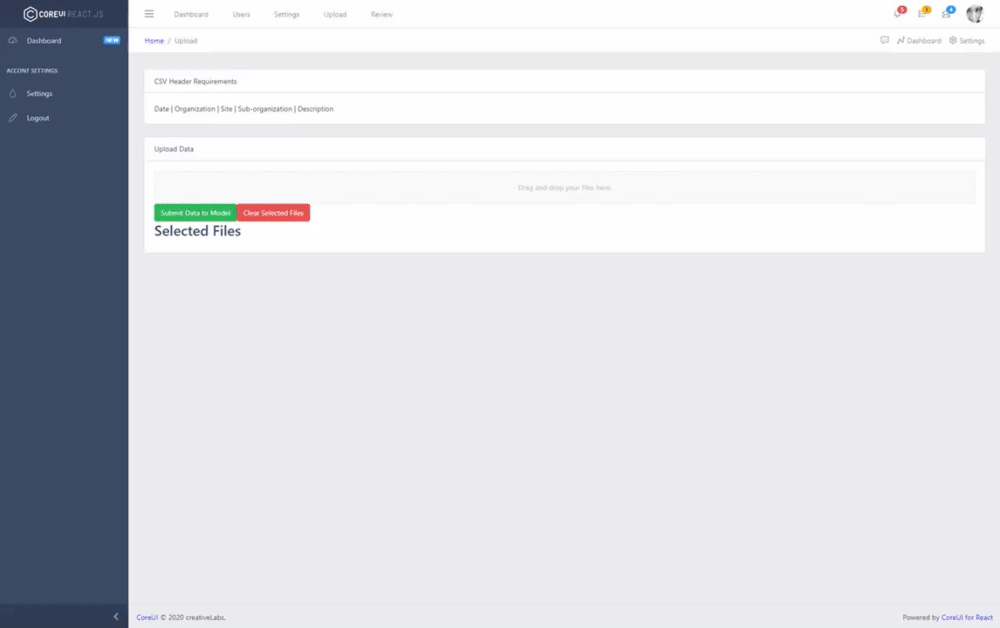 COREUI REACT.JS
Dashboard Users Settings Upload Review
5 3 4
Dashboard NEW
Home / Upload
Dashboard Settings
ACCONT SETTINGS
Settings
Logout
CSV Header Requirements
Date | Organization | Site | Sub-organization | Description
Upload Data
Drag and drop your files here.
Submit Data to Model Clear Selected Files
Selected Files
CoreUI © 2020 creativeLabs.
Powered by CoreUI for React